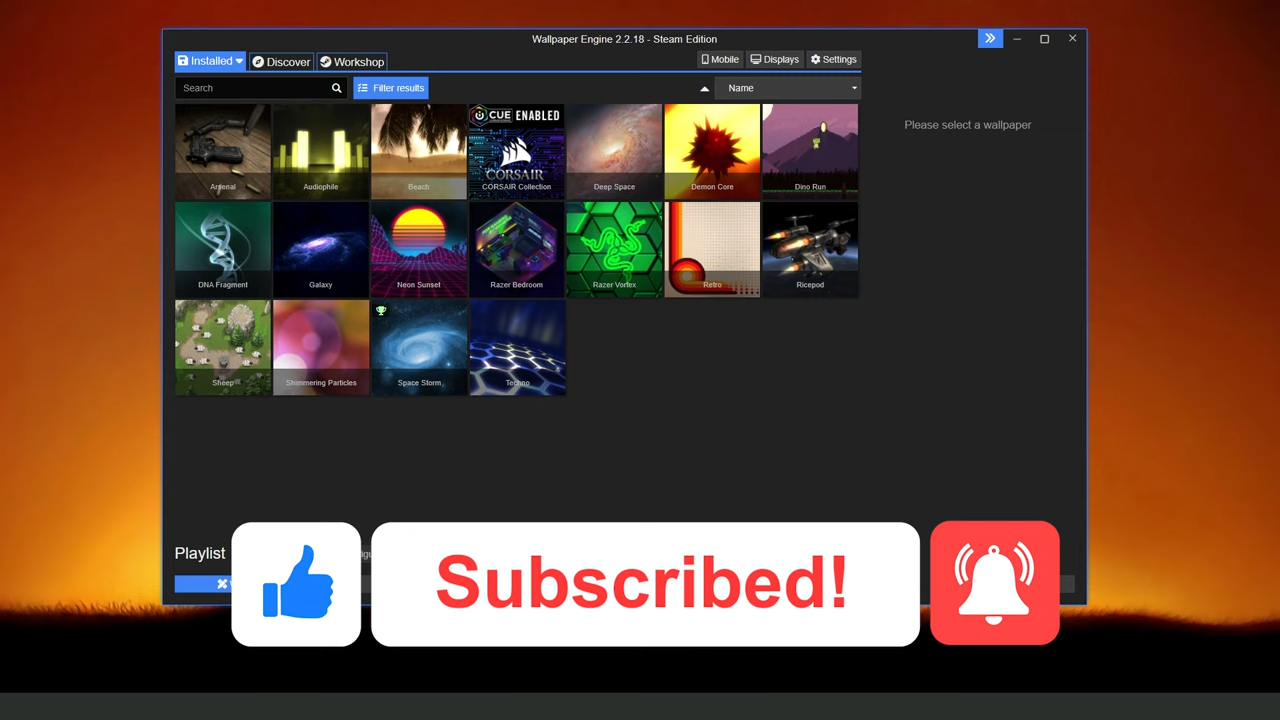 Wallpaper Engine 2.2.18 - Steam Edition
Installed
Discover
Workshop
Mobile
Displays
Settings
Search
Filter results
Name
Please select a wallpaper
CUE ENABLED
CORSAIR
Arsenal
Audiophile
Beach
CORSAIR Collection
Deep Space
Demon Core
Dino Run
DNA Fragment
Galaxy
Neon Sunset
Razer Bedroom
Razer Vortex
Retro
Ricepod
Sheep
Shimmering Particles
Space Storm
Techno
Playlist
Subscribed!